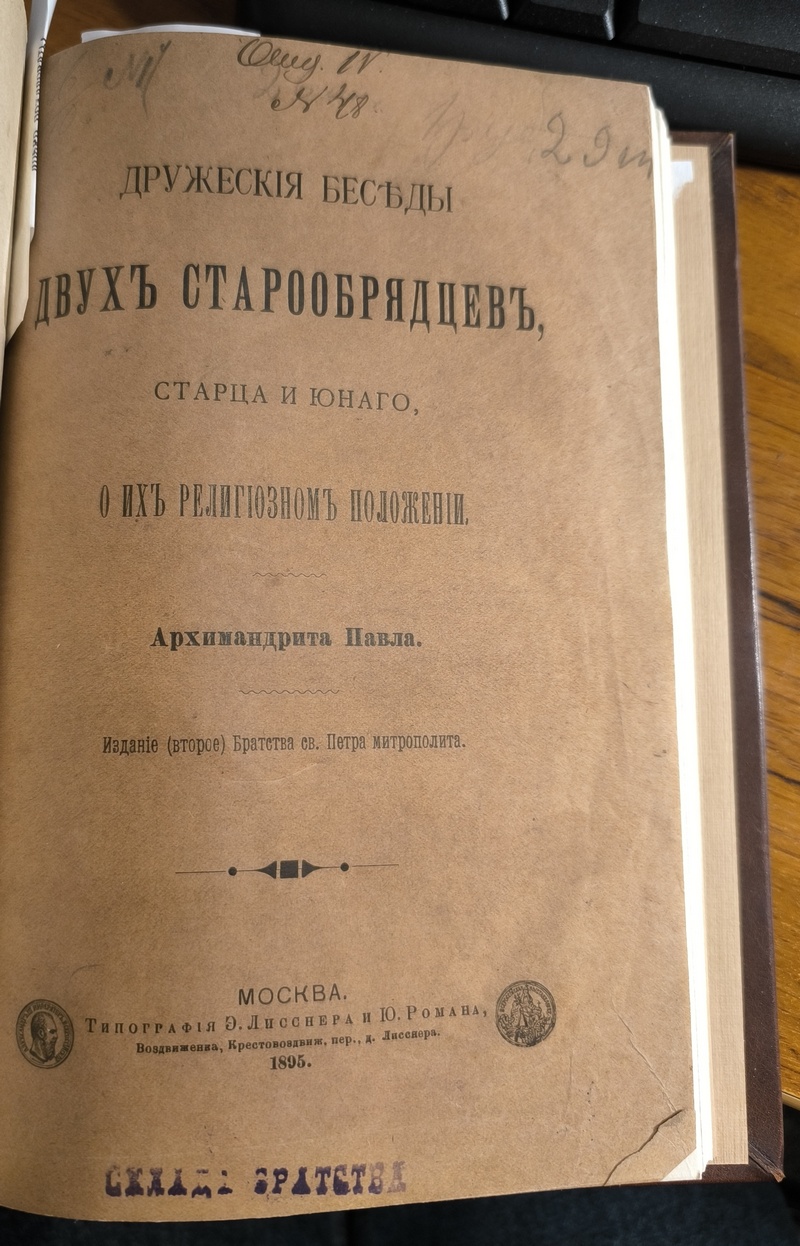 N 48
ДРУЖЕСКІЯ БЕСѢДЫ
ДВУХЪ СТАРООБРЯДЦЕВЪ,
СТАРЦА И ЮНАГО,
О ИХЪ РЕЛИГІОЗНОМЪ ПОЛОЖЕНІИ.
Архимандрита Павла.
Изданіе (второе) Братства св. Петра митрополита.
МОСКВА.
Типографія Э. Лисснера и Ю. Романа,
Воздвиженка, Крестовоздвиж, пер., д. Лисснера.
1895.
СКЛАДЪ БРАТСТВА